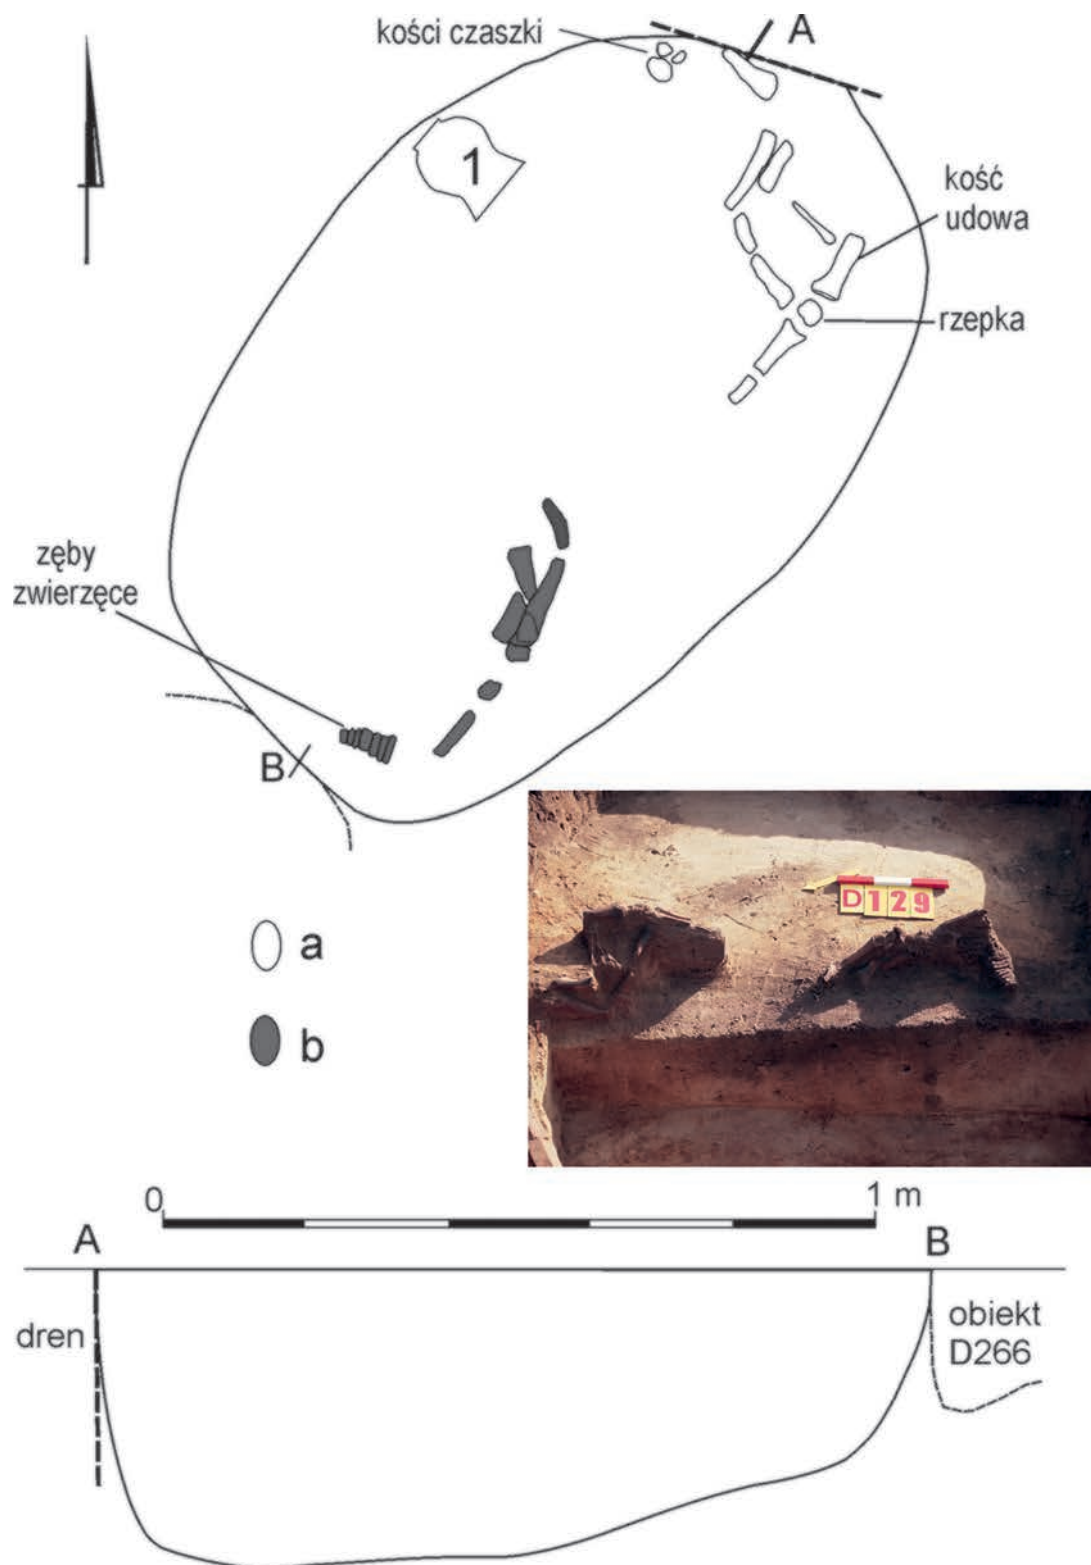 kości czaszki
A
1
kość
udowa
rzepka
zęby
zwierzęce
B
a
b
D129
0
1 m
A
B
dren
obiekt
D266